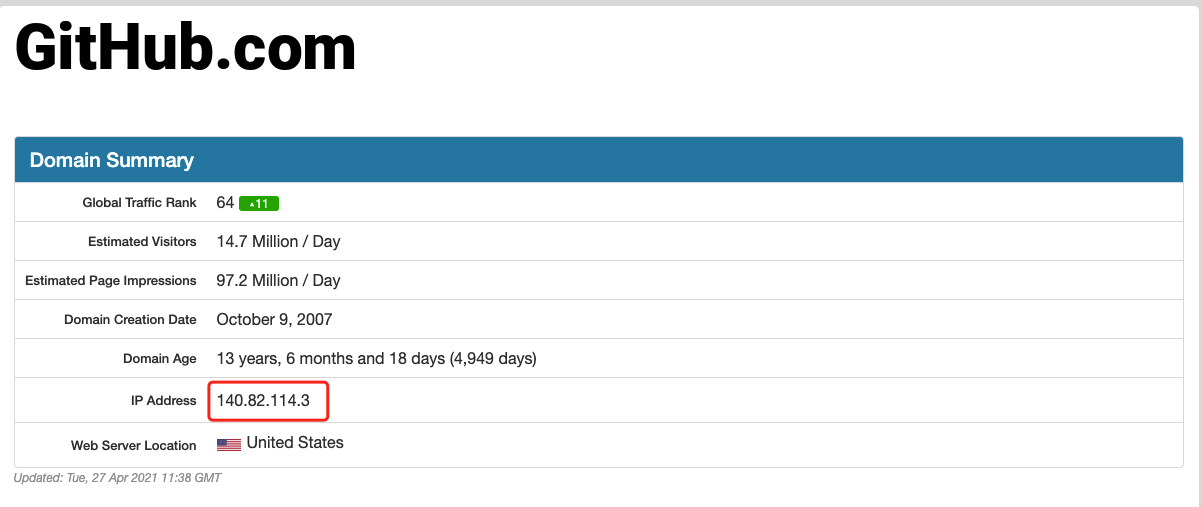 GitHub.com
Domain Summary
Global Traffic Rank 64 ▲11
Estimated Visitors 14.7 Million / Day
Estimated Page Impressions 97.2 Million / Day
Domain Creation Date October 9, 2007
Domain Age 13 years, 6 months and 18 days (4,949 days)
IP Address 140.82.114.3
Web Server Location United States
Updated: Tue, 27 Apr 2021 11:38 GMT